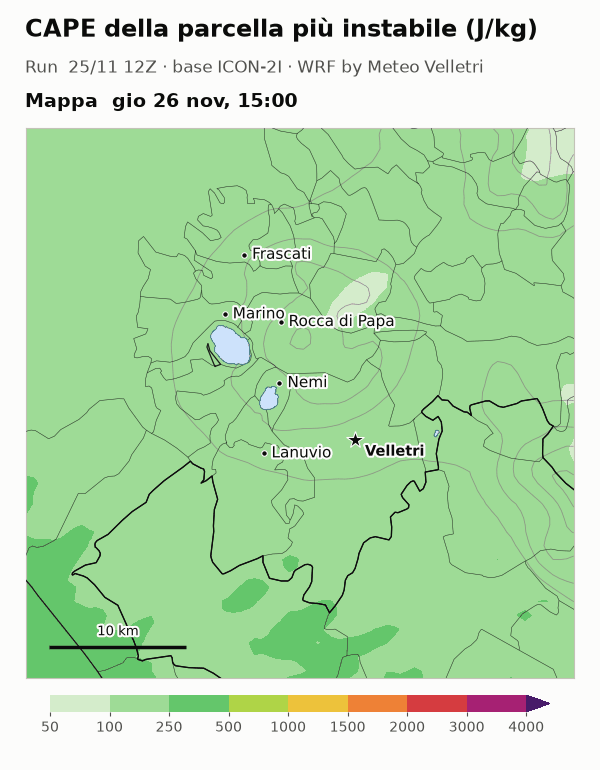 CAPE della parcella più instabile (J/kg)
Run  25/11 12Z · base ICON-2I · WRF by Meteo Velletri
Mappa  gio 26 nov, 15:00
Frascati
Marino
Rocca di Papa
Nemi
Velletri
Lanuvio
10 km
50 100 250 500 1000 1500 2000 3000 4000